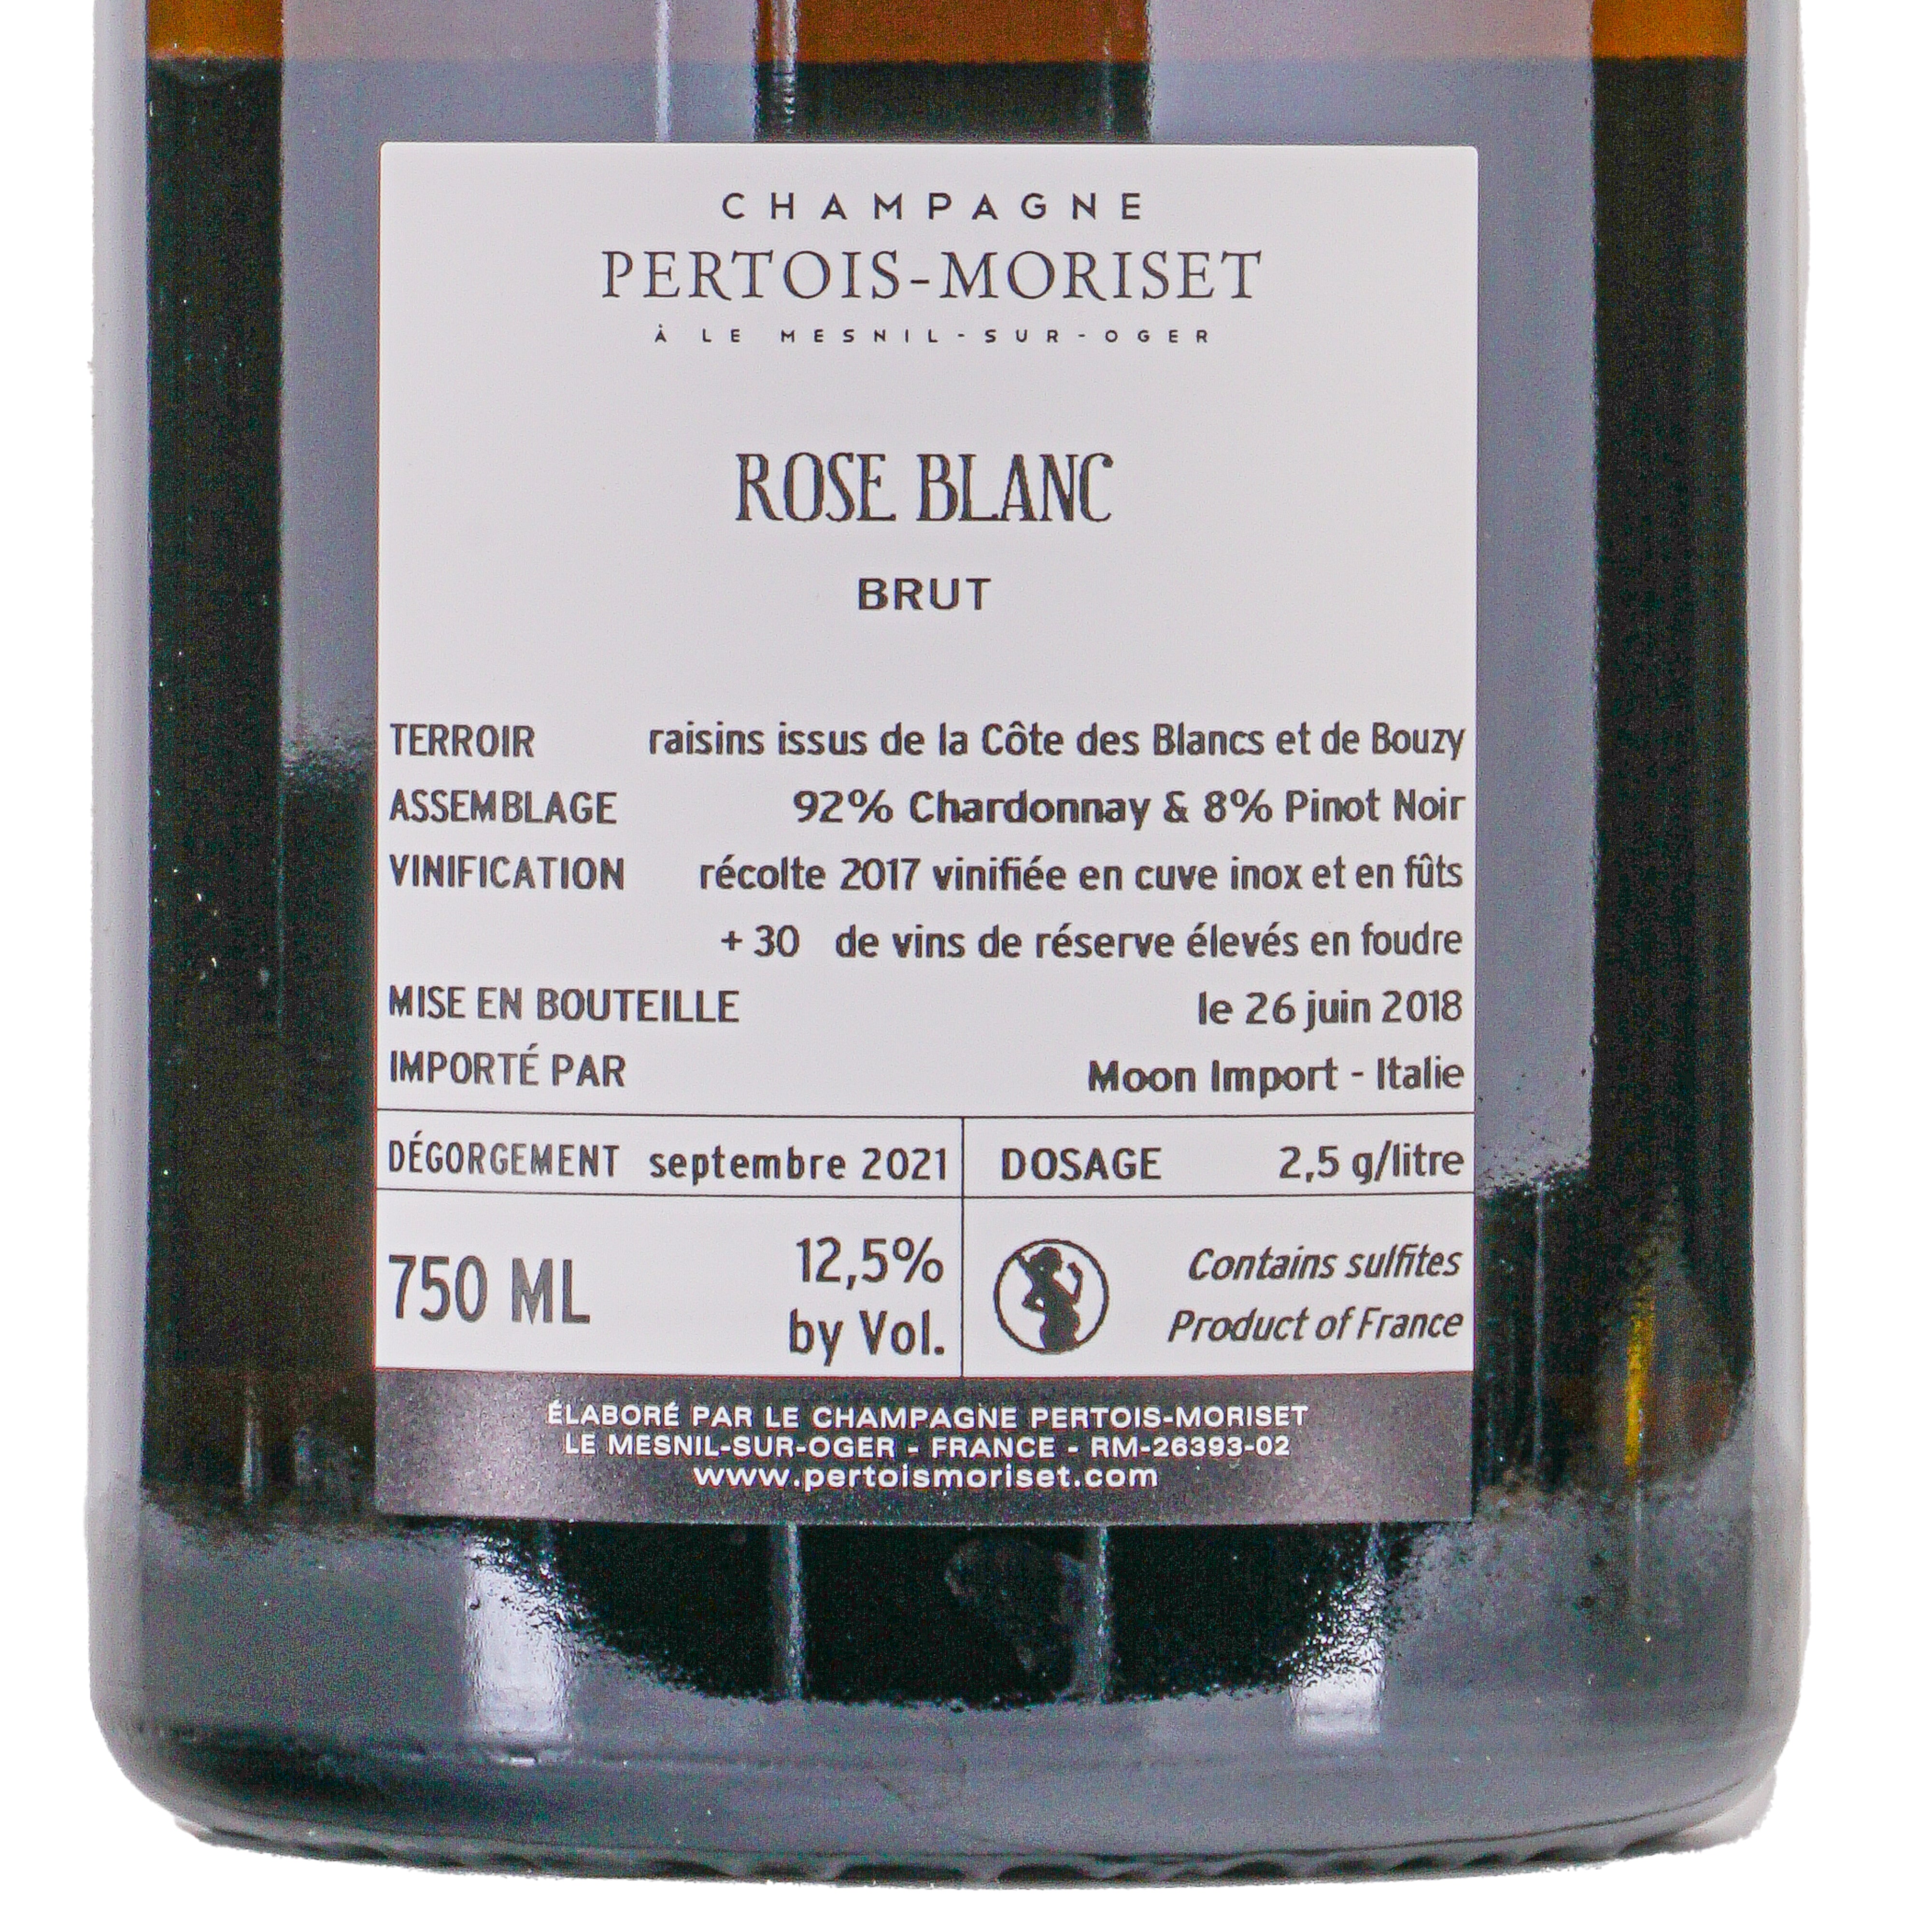 CHAMPAGNE
PERTOIS-MORISET
À LE MESNIL-SUR-OGER
ROSE BLANC
BRUT
TERROIR raisins issus de la Côte des Blancs et de Bouzy
ASSEMBLAGE 92% Chardonnay & 8% Pinot Noir
VINIFICATION récolte 2017 vinifiée en cuve inox et en fûts
+ 30 de vins de réserve élevés en foudre
MISE EN BOUTEILLE le 26 juin 2018
IMPORTÉ PAR Moon Import - Italie
DÉGORGEMENT septembre 2021 DOSAGE 2,5 g/litre
750 ML
12,5%
by Vol.
Contains sulfites
Product of France
ÉLABORÉ PAR LE CHAMPAGNE PERTOIS-MORISET
LE MESNIL-SUR-OGER - FRANCE - RM-26393-02
www.pertoismoriset.com